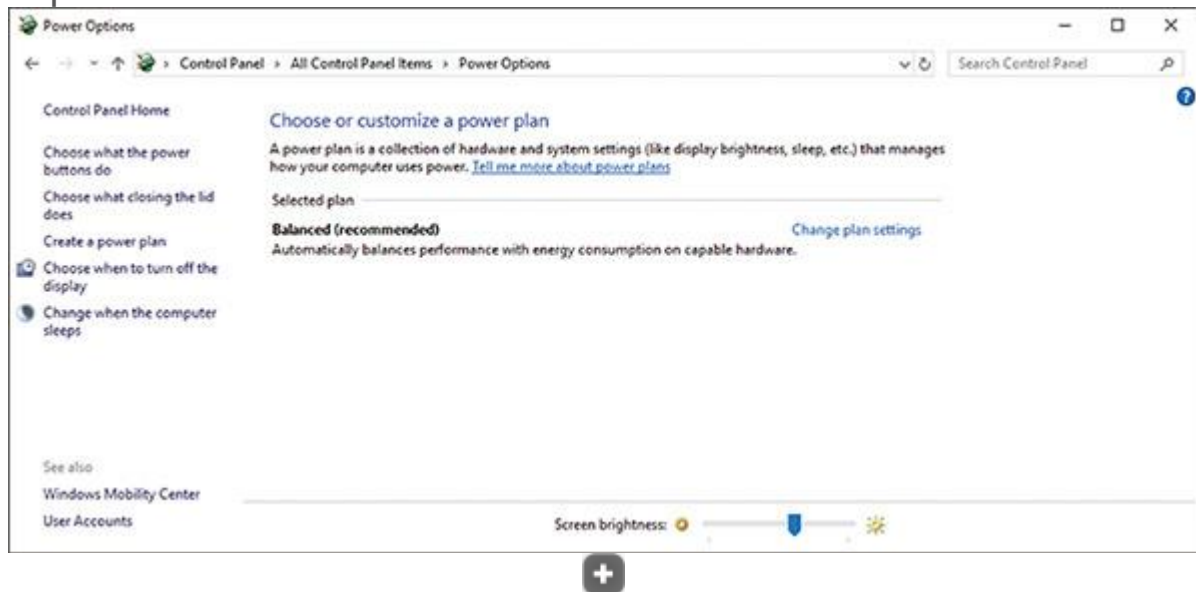 Power Options
Control Panel › All Control Panel Items › Power Options
Search Control Panel
Control Panel Home
Choose what the power
buttons do
Choose what closing the lid
does
Create a power plan
Choose when to turn off the
display
Change when the computer
sleeps
See also
Windows Mobility Center
User Accounts
Choose or customize a power plan
A power plan is a collection of hardware and system settings (like display brightness, sleep, etc.) that manages
how your computer uses power. Tell me more about power plans
Selected plan
Balanced (recommended) Change plan settings
Automatically balances performance with energy consumption on capable hardware.
Screen brightness: